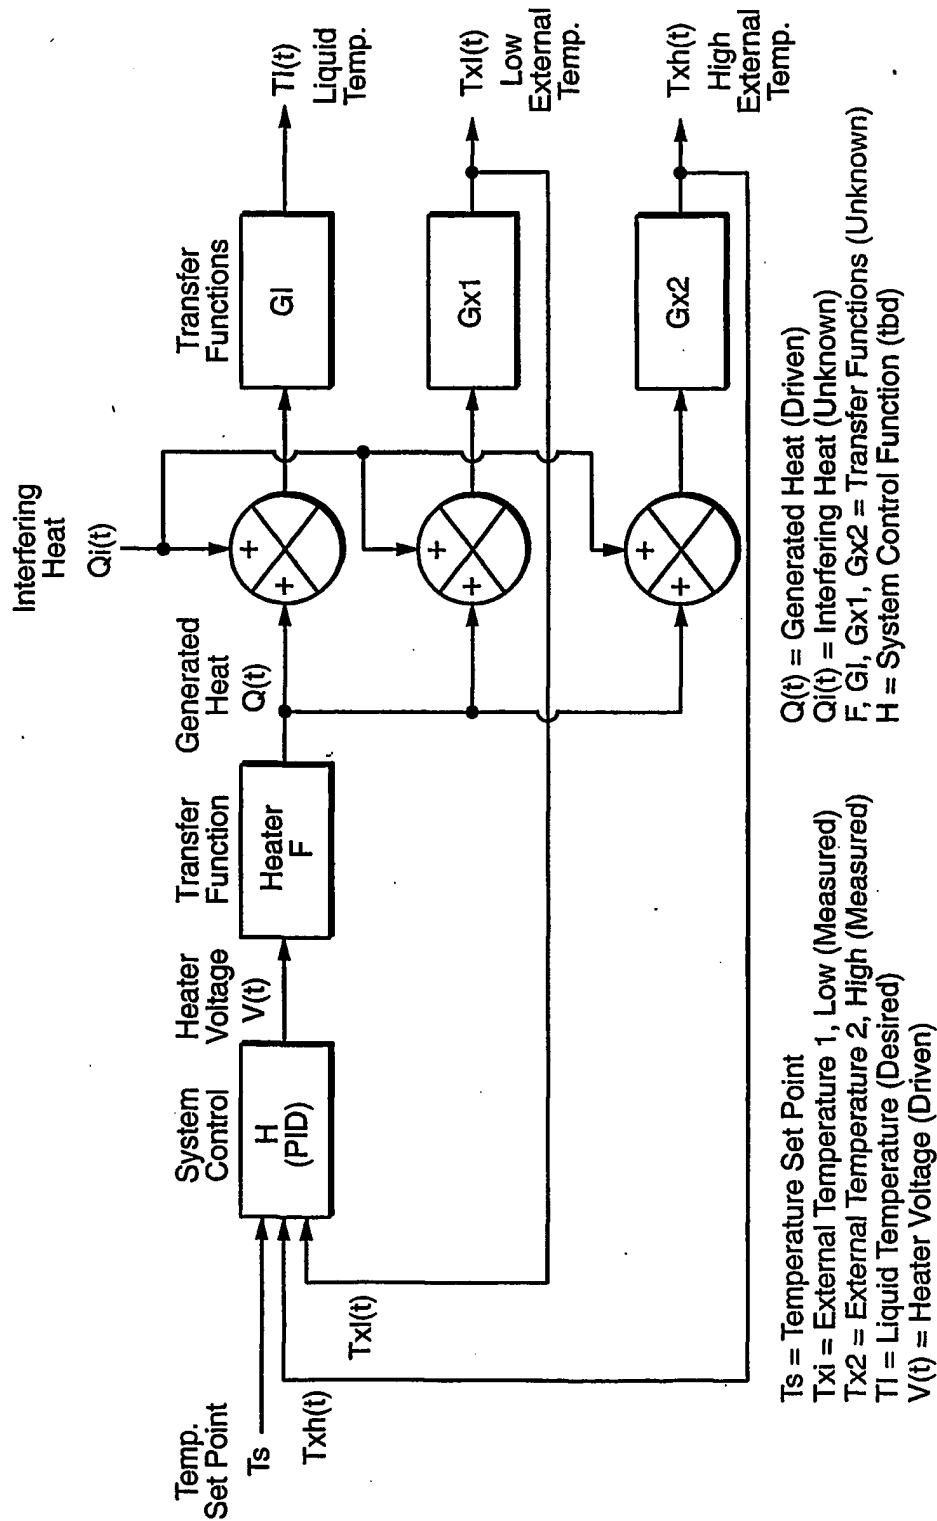 Interfering
Heat
Qi(t)
Temp.
Set Point
Ts
Txh(t)
Txl(t)
System
Control
H
(PID)
Heater
Voltage
V(t)
Transfer
Function
Heater
F
Generated
Heat
Q(t)
+
+
+
+
+
+
Transfer
Functions
Gl
Gx1
Gx2
Tl(t)
Liquid
Temp.
Txl(t)
Low
External
Temp.
Txh(t)
High
External
Temp.
Ts = Temperature Set Point
Txi = External Temperature 1, Low (Measured)
Tx2 = External Temperature 2, High (Measured)
Tl = Liquid Temperature (Desired)
V(t) = Heater Voltage (Driven)
Q(t) = Generated Heat (Driven)
Qi(t) = Interfering Heat (Unknown)
F, Gl, Gx1, Gx2 = Transfer Functions (Unknown)
H = System Control Function (tbd)